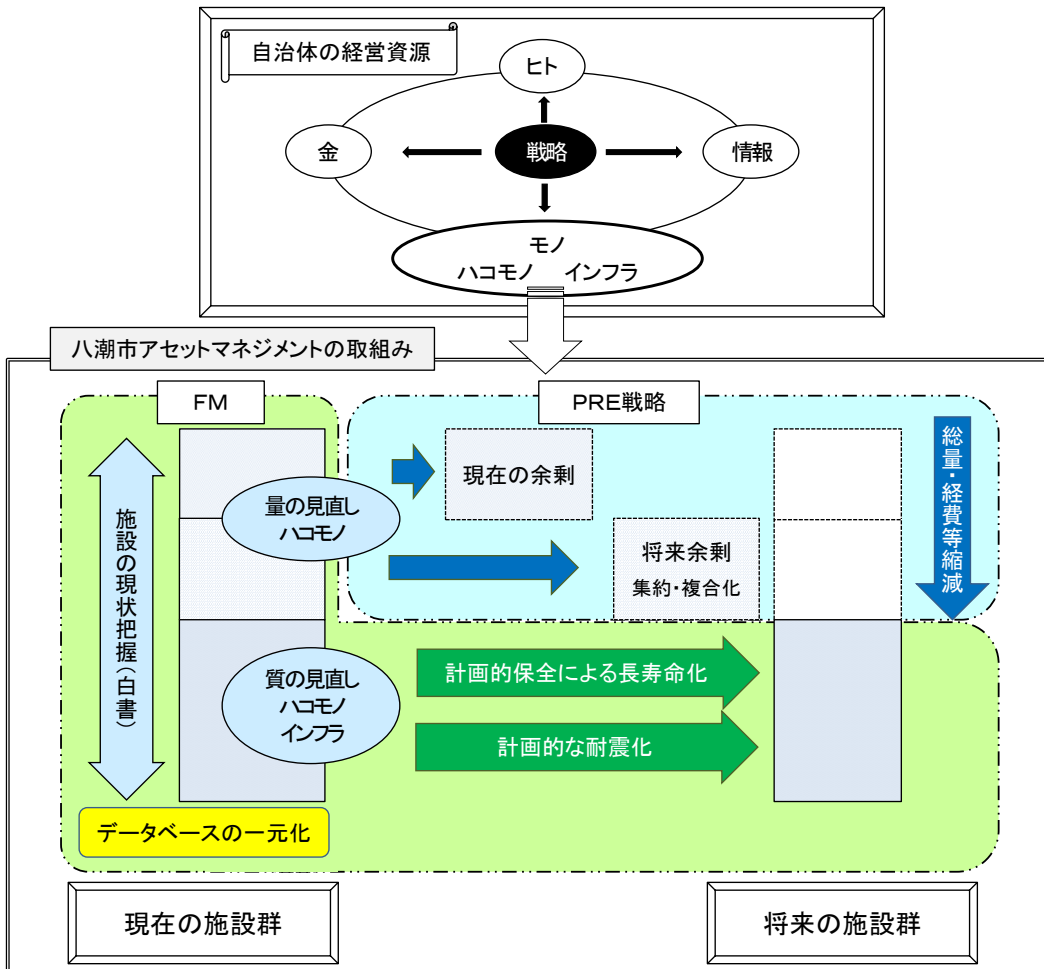 自治体の経営資源
ヒト
金
戦略
情報
モノ
ハコモノ　インフラ
八潮市アセットマネジメントの取組み
ＦＭ
ＰＲＥ戦略
施設の現状把握（白書）
量の見直し
ハコモノ
現在の余剰
将来余剰
集約・複合化
総量・経費等縮減
質の見直し
ハコモノ
インフラ
計画的保全による長寿命化
計画的な耐震化
データベースの一元化
現在の施設群
将来の施設群